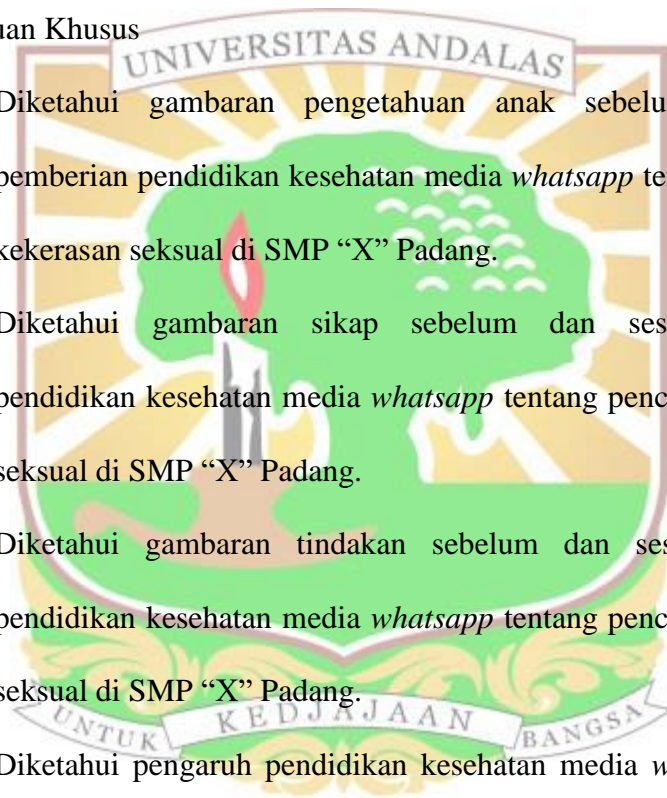 uan Khusus
UNIVERSITAS ANDALAS
Diketahui gambaran pengetahuan anak sebelu
pemberian pendidikan kesehatan media whatsapp te
kekerasan seksual di SMP “X” Padang.
Diketahui gambaran sikap sebelum dan ses
pendidikan kesehatan media whatsapp tentang penc
seksual di SMP “X” Padang.
Diketahui gambaran tindakan sebelum dan ses
pendidikan kesehatan media whatsapp tentang penc
seksual di SMP “X” Padang.
UNTUK KEDJAJAAN BANGSA
Diketahui pengaruh pendidikan kesehatan media w